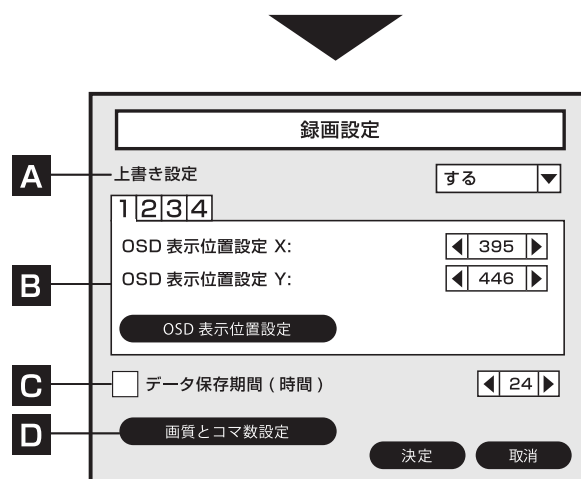 録画設定
A 上書き設定 する
1 2 3 4
OSD 表示位置設定 X: 395
B OSD 表示位置設定 Y: 446
OSD 表示位置設定
C データ保存期間 ( 時間 ) 24
D 画質とコマ数設定
決定 取消